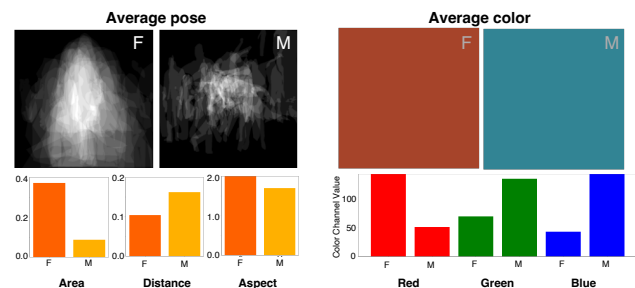 Average pose
Average color
F
M
F
M
0.4
0.2
0.0
F
M
Area
0.2
0.1
0.0
F
M
Distance
2.0
1.0
0.0
F
M
Aspect
Color Channel Value
100
50
0
F
M
Red
F
M
Green
F
M
Blue